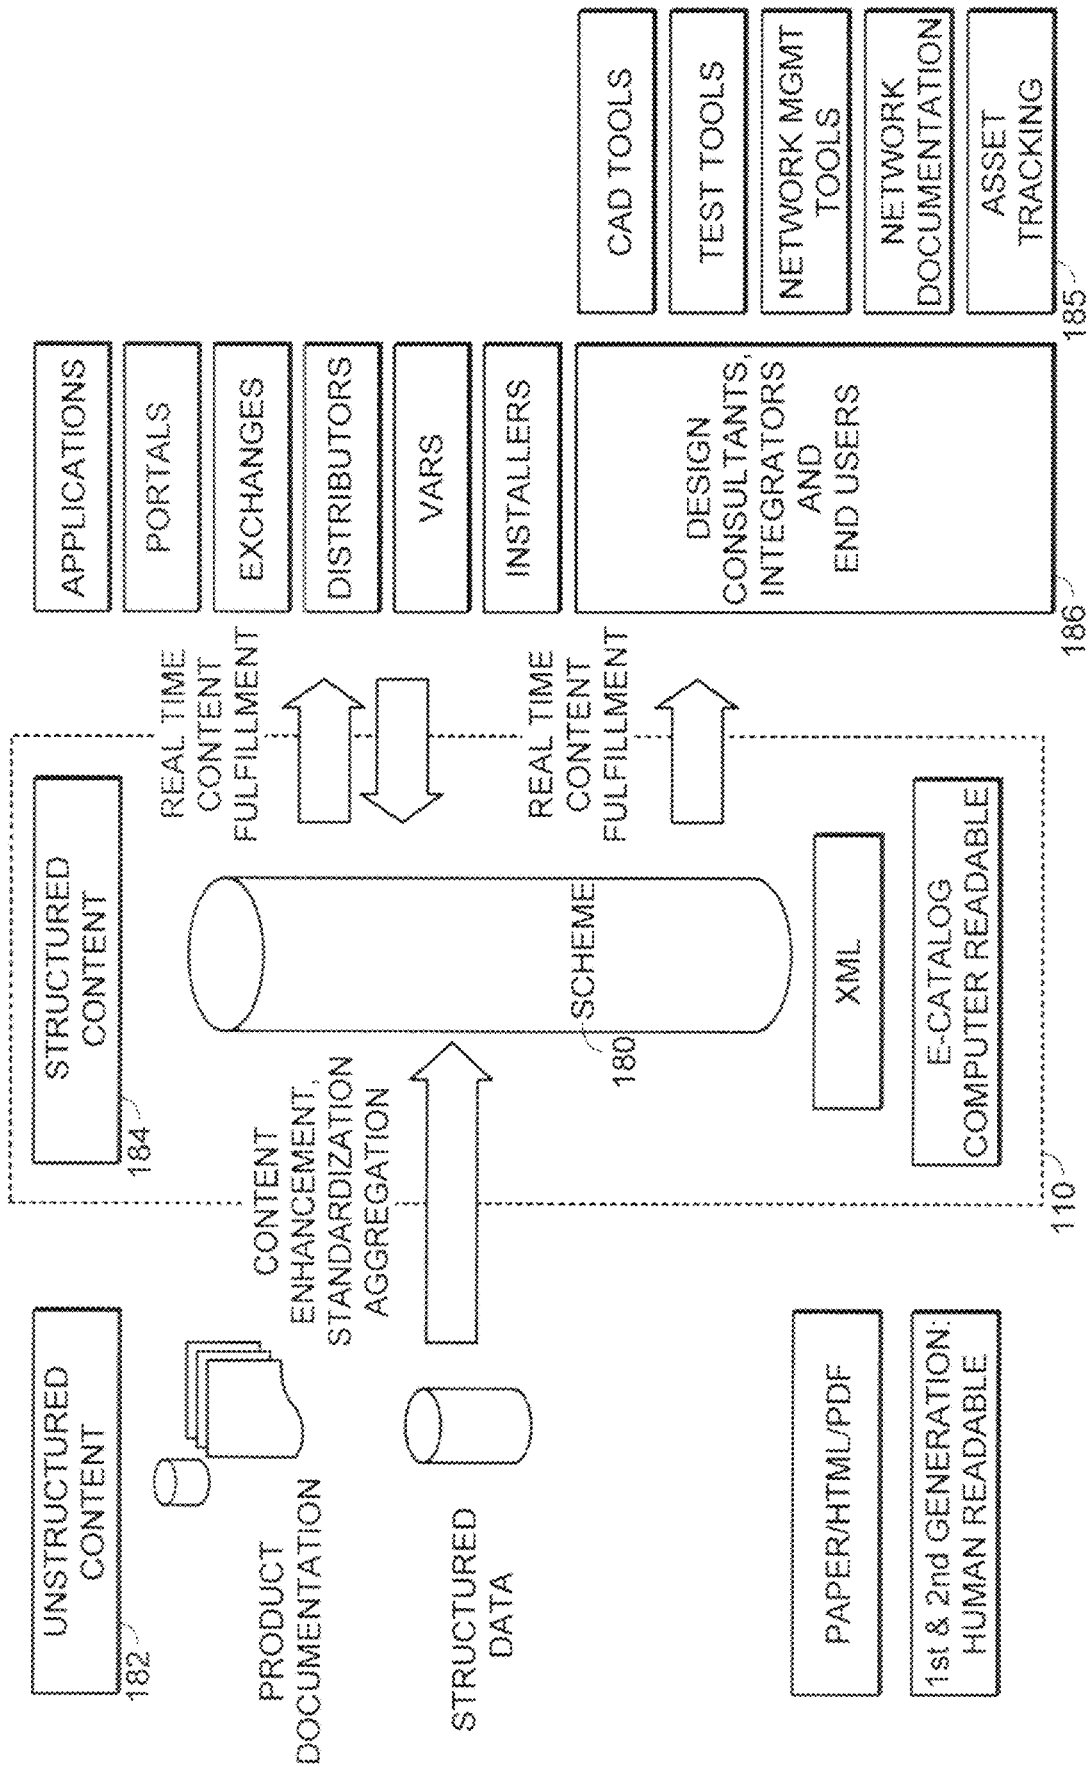 UNSTRUCTURED
CONTENT
182
PRODUCT
DOCUMENTATION
STRUCTURED
DATA
PAPER/HTML/PDF
1st & 2nd GENERATION:
HUMAN READABLE
CONTENT
ENHANCEMENT,
STANDARDIZATION
AGGREGATION
STRUCTURED
CONTENT
184
SCHEME
180
XML
E-CATALOG
COMPUTER READABLE
110
REAL TIME
CONTENT
FULFILLMENT
REAL TIME
CONTENT
FULFILLMENT
APPLICATIONS
PORTALS
EXCHANGES
DISTRIBUTORS
VARS
INSTALLERS
DESIGN
CONSULTANTS,
INTEGRATORS
AND
END USERS
186
CAD TOOLS
TEST TOOLS
NETWORK MGMT
TOOLS
NETWORK
DOCUMENTATION
ASSET
TRACKING
185